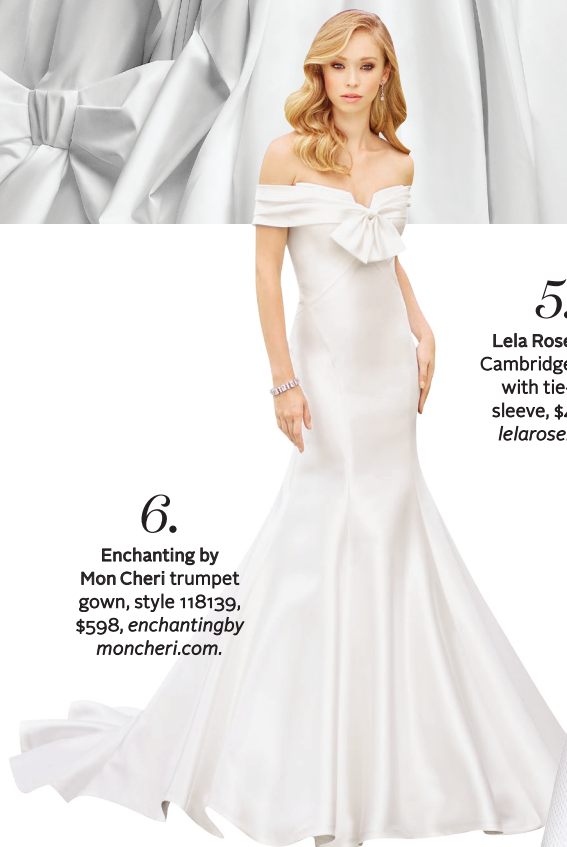 5.
Lela Rose
Cambridge
with tie-
sleeve, $
lelarose.
6.
Enchanting by
Mon Cheri trumpet
gown, style 118139,
$598, enchantingby
moncheri.com.